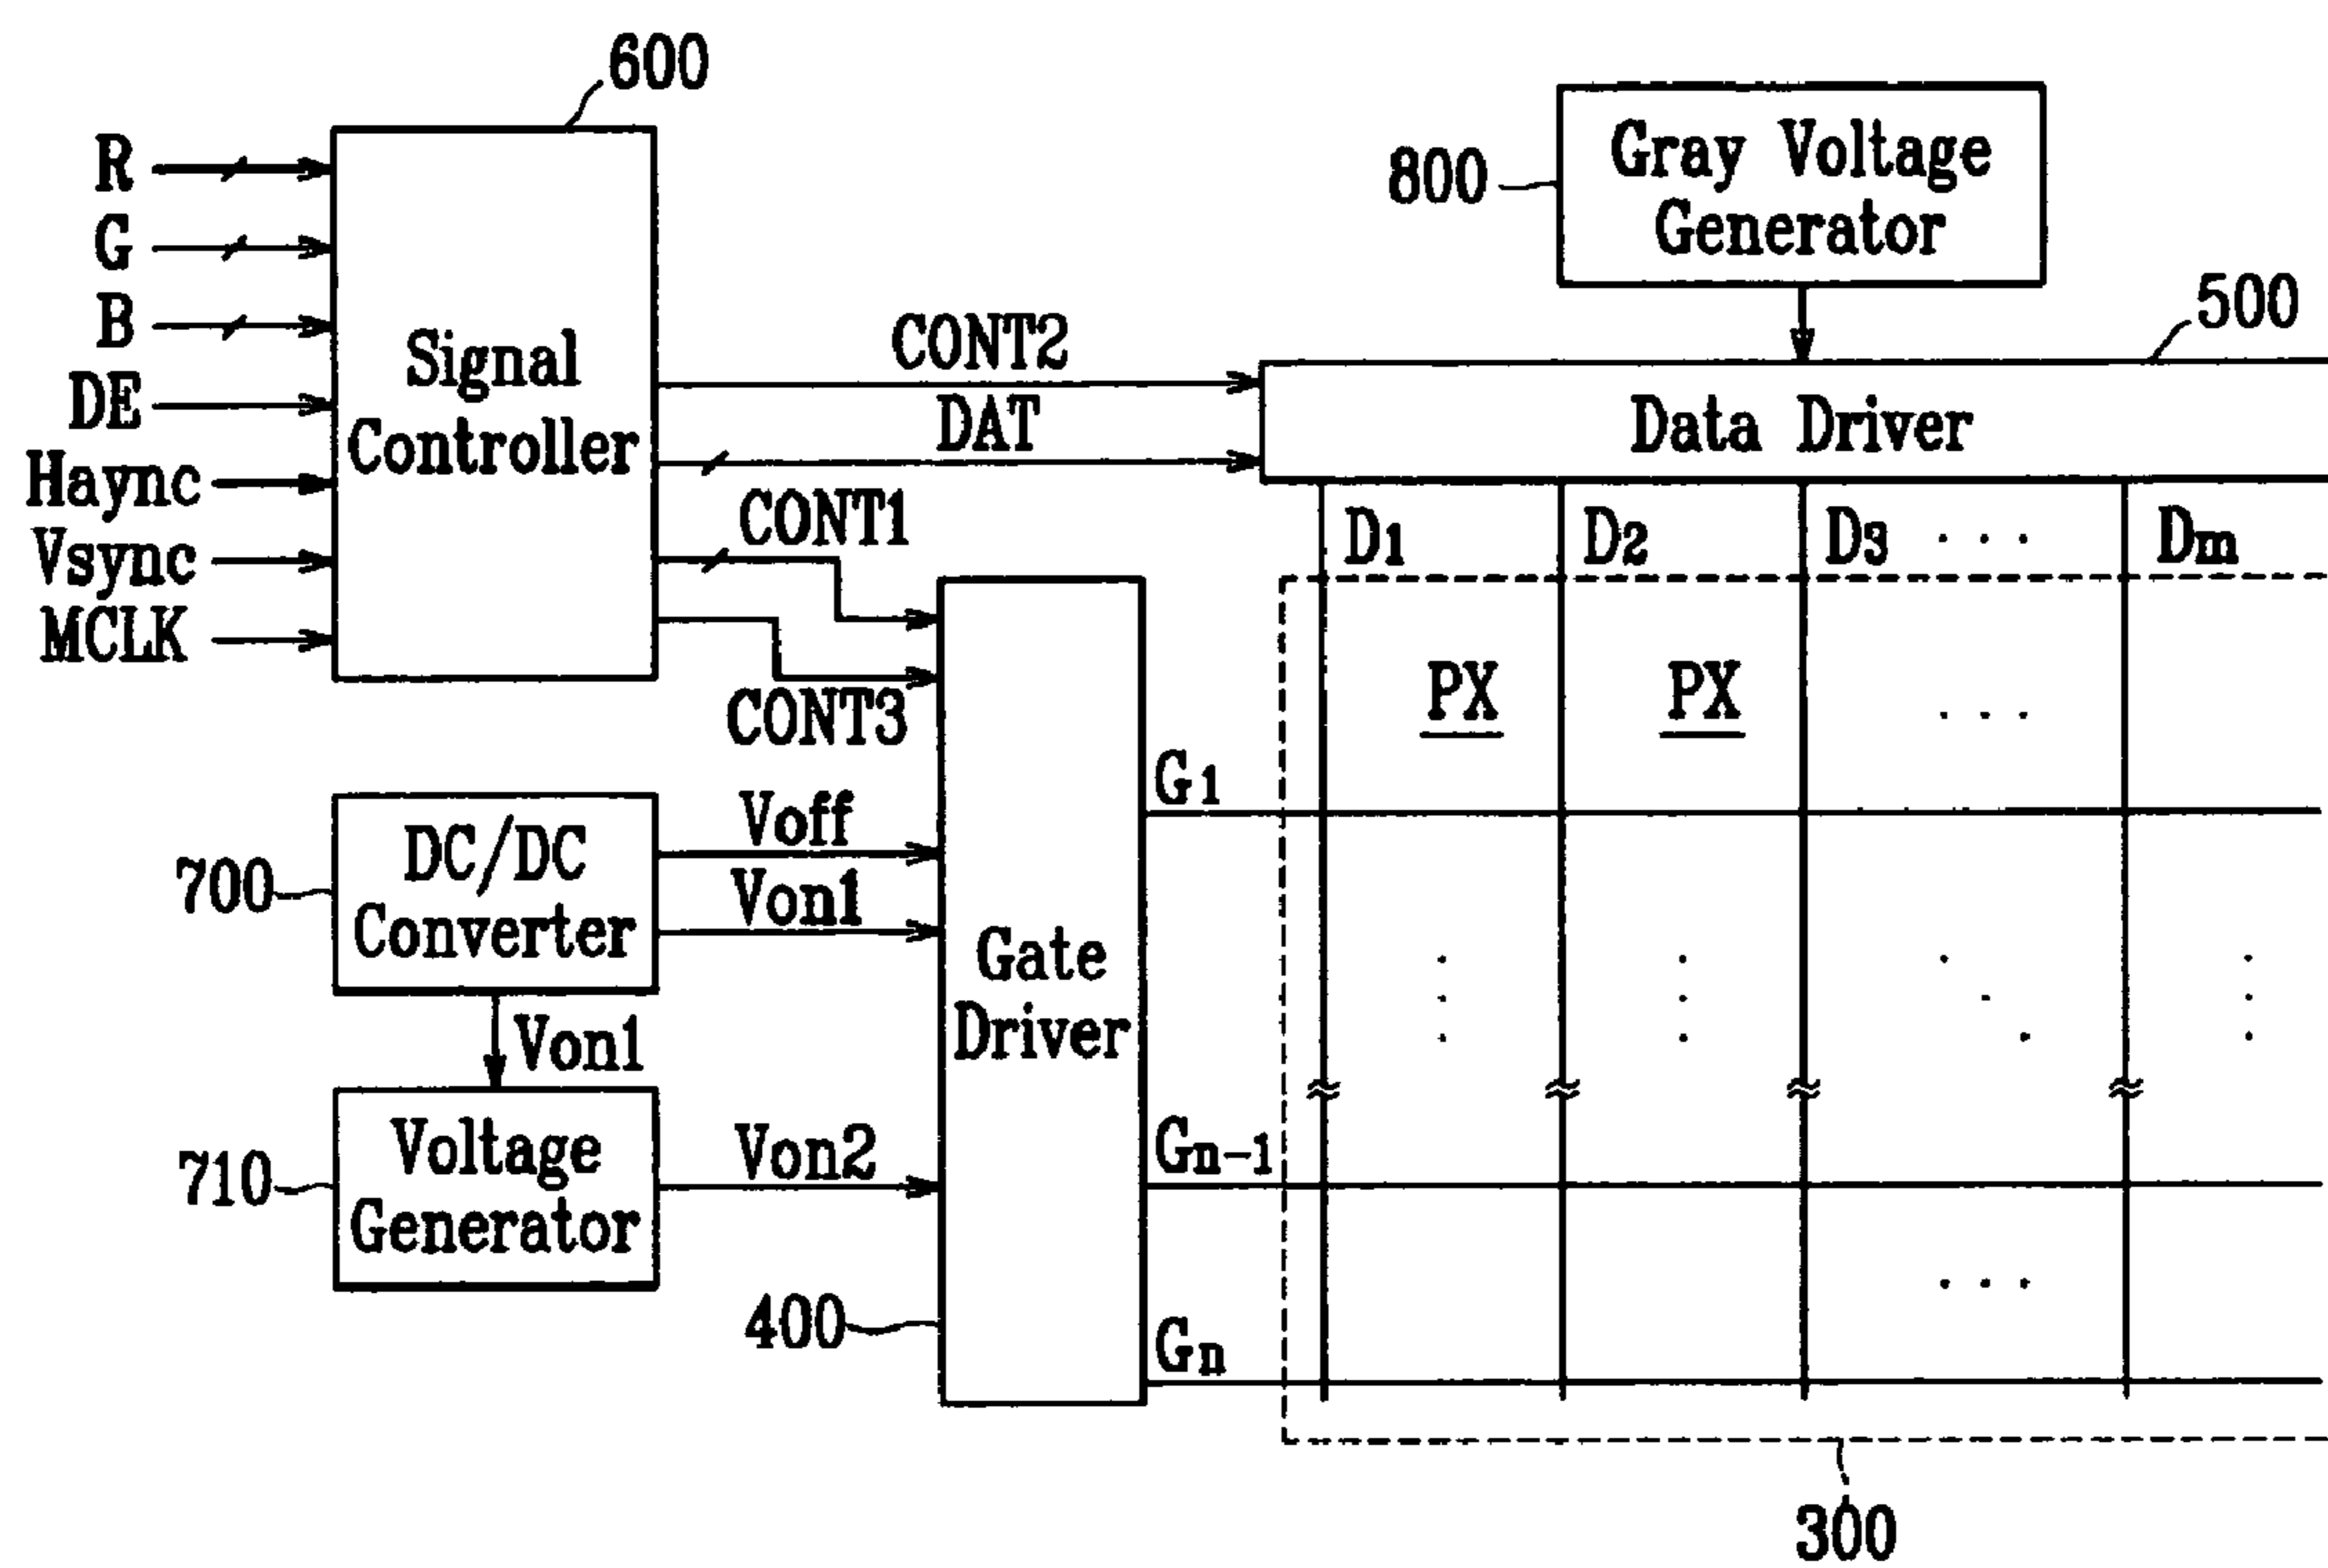 600
R
G
B
DE
Haync
Vsync
MCLK
Signal
Controller
CONT2
DAT
CONT1
CONT3
800
Gray Voltage
Generator
500
Data Driver
D1 D2 D3 ... Dm
PX PX ...
700
DC/DC
Converter
Voff
Von1
Von1
710
Voltage
Generator
Von2
400
Gate
Driver
G1
Gn-1
Gn
300